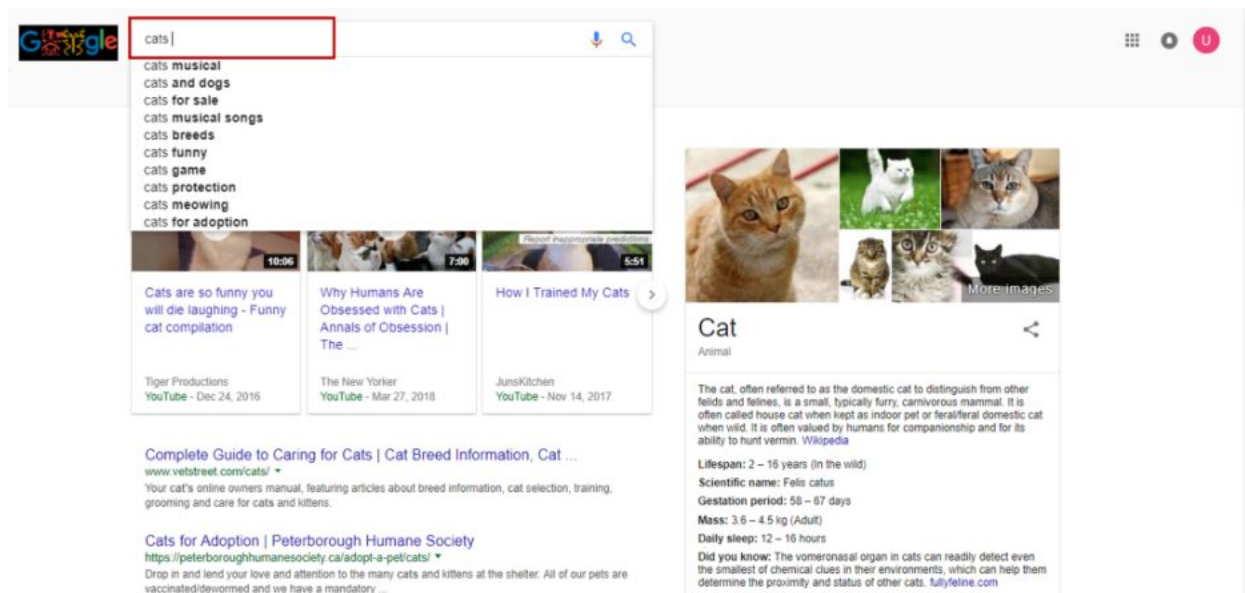 Google
cats
U
cats musical
cats and dogs
cats for sale
cats musical songs
cats breeds
cats funny
cats game
cats protection
cats meowing
cats for adoption
Report inappropriate predictions
10:06
7:00
5:51
Cats are so funny you
will die laughing - Funny
cat compilation
Tiger Productions
YouTube - Dec 24, 2016
Why Humans Are
Obsessed with Cats |
Annals of Obsession |
The ...
The New Yorker
YouTube - Mar 27, 2018
How I Trained My Cats
JunsKitchen
YouTube - Nov 14, 2017
Complete Guide to Caring for Cats | Cat Breed Information, Cat ...
www.vetstreet.com/cats/
Your cat's online owners manual, featuring articles about breed information, cat selection, training,
grooming and care for cats and kittens.
Cats for Adoption | Peterborough Humane Society
https://peterboroughhumanesociety.ca/adopt-a-pet/cats/
Drop in and lend your love and attention to the many cats and kittens at the shelter. All of our pets are
vaccinated/dewormed and we have a mandatory ...
More images
Cat
Animal
The cat, often referred to as the domestic cat to distinguish from other
felids and felines, is a small, typically furry, carnivorous mammal. It is
often called house cat when kept as indoor pet or feral/feral domestic cat
when wild. It is often valued by humans for companionship and for its
ability to hunt vermin. Wikipedia
Lifespan: 2 – 16 years (In the wild)
Scientific name: Felis catus
Gestation period: 58 – 67 days
Mass: 3.6 – 4.5 kg (Adult)
Daily sleep: 12 – 16 hours
Did you know: The vomeronasal organ in cats can readily detect even
the smallest of chemical clues in their environments, which can help them
determine the proximity and status of other cats. fullyfeline.com